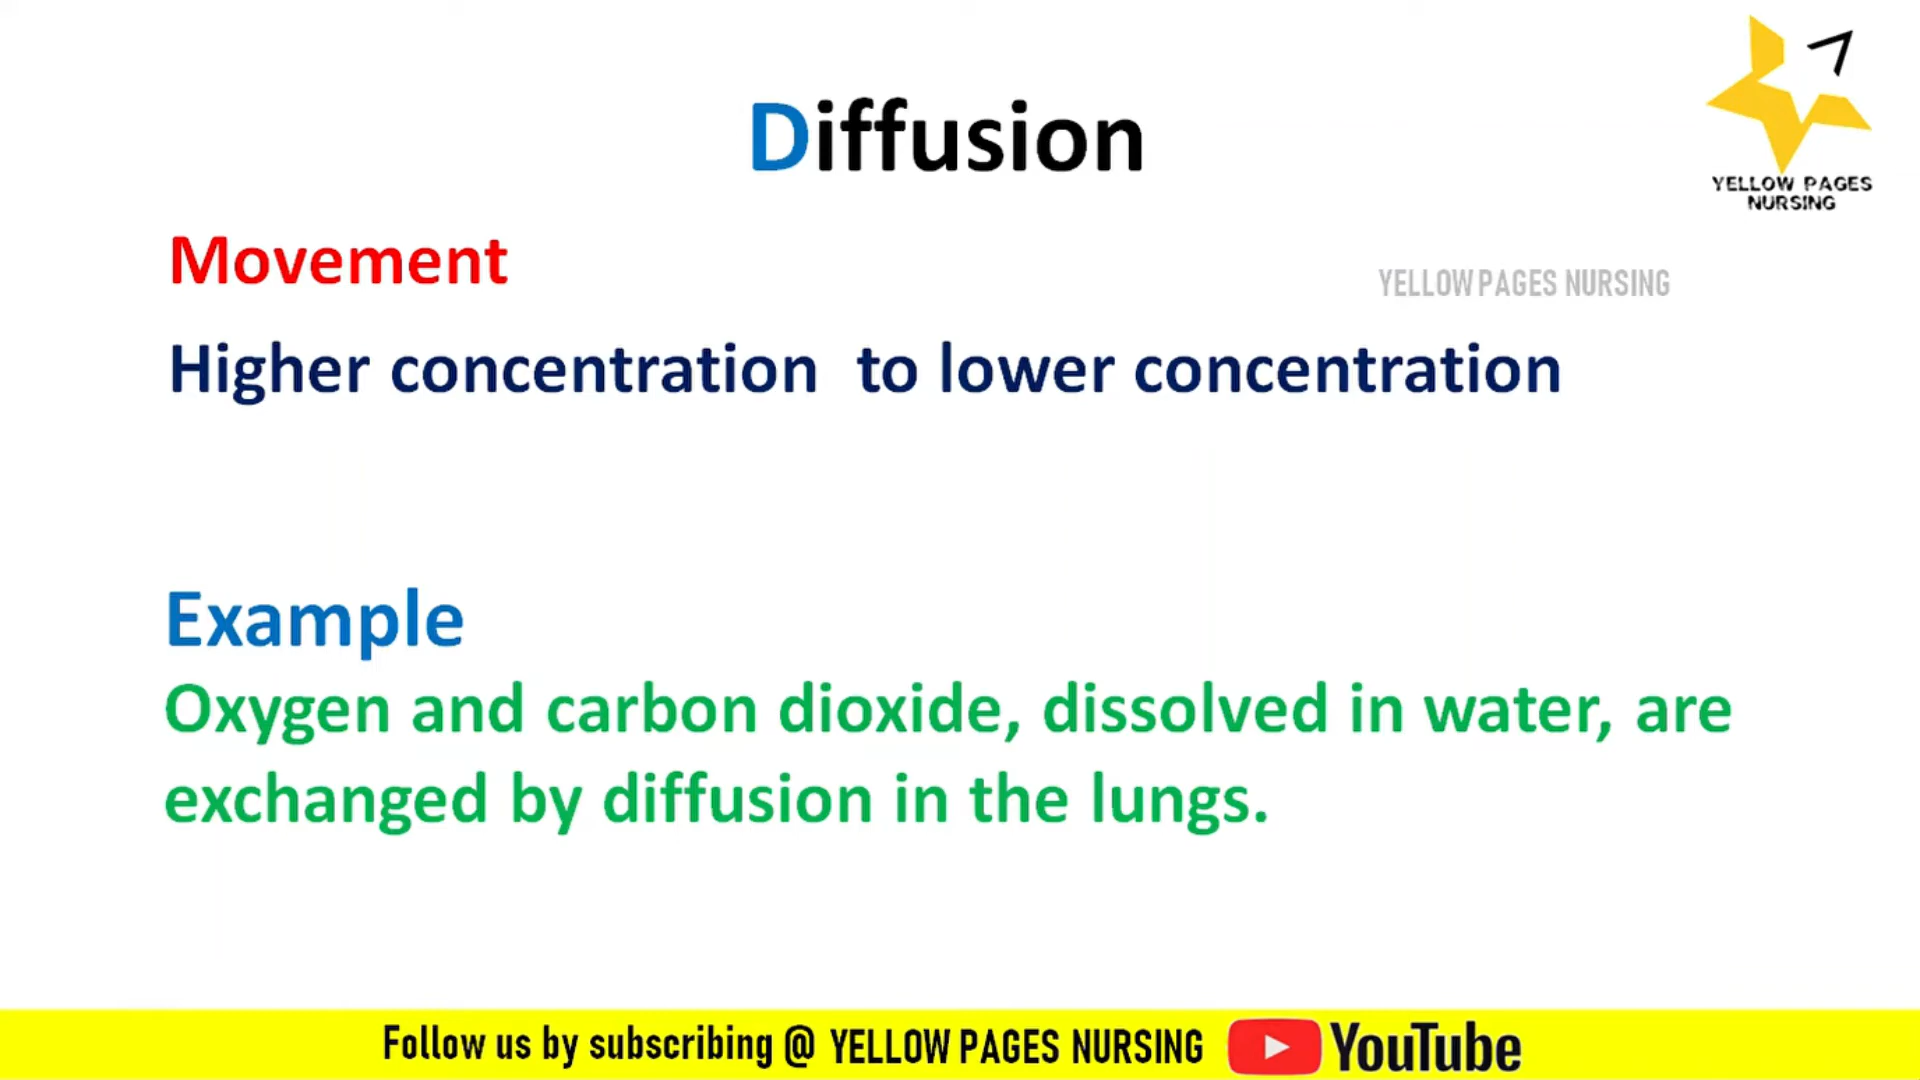 Diffusion
YELLOW PAGES
NURSING
Movement
YELLOW PAGES NURSING
Higher concentration to lower concentration
Example
Oxygen and carbon dioxide, dissolved in water, are
exchanged by diffusion in the lungs.
Follow us by subscribing @ YELLOW PAGES NURSING YouTube